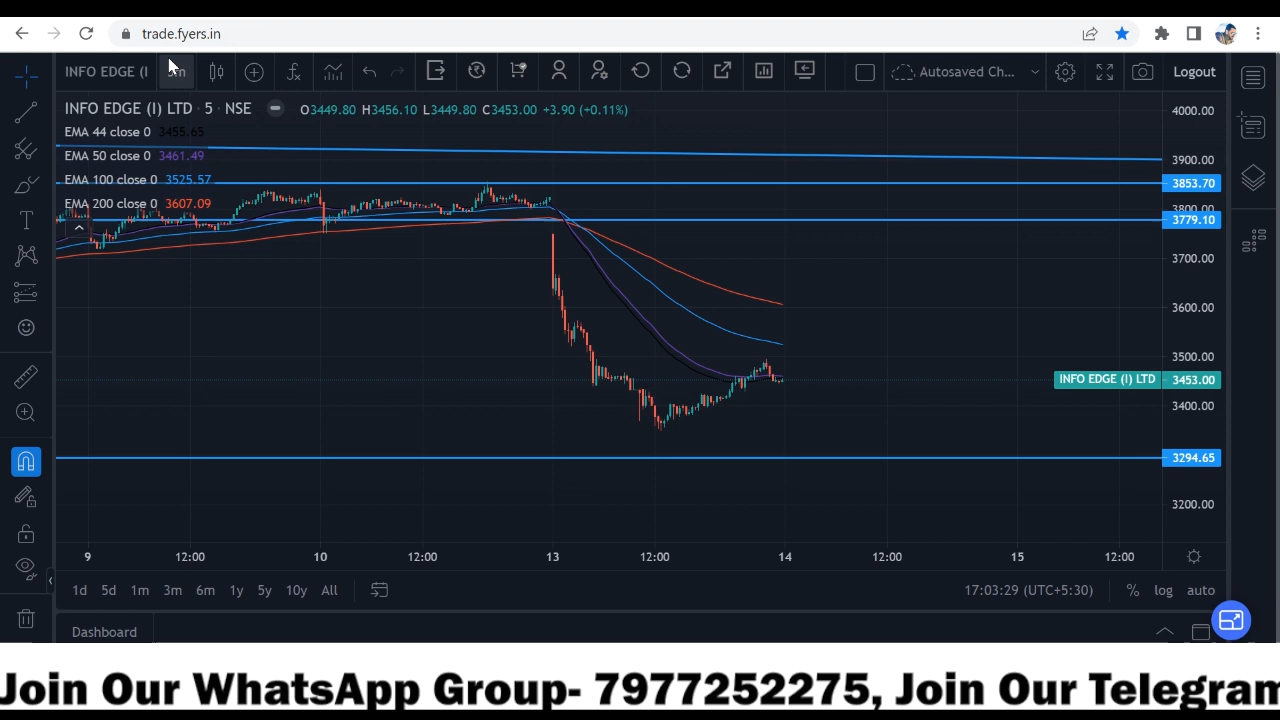 trade.fyers.in
INFO EDGE (I
Autosaved Ch...
Logout
INFO EDGE (I) LTD · 5 · NSE
O3449.80 H3456.10 L3449.80 C3453.00 +3.90 (+0.11%)
EMA 44 close 0 3455.65
EMA 50 close 0 3461.49
EMA 100 close 0 3525.57
EMA 200 close 0 3607.09
4000.00
3900.00
3853.70
3800.00
3779.10
3700.00
3600.00
3500.00
INFO EDGE (I) LTD 3453.00
3400.00
3294.65
3200.00
9 12:00 10 12:00 13 12:00 14 12:00 15 12:00
1d 5d 1m 3m 6m 1y 5y 10y All
17:03:29 (UTC+5:30) % log auto
Dashboard
Join Our WhatsApp Group- 7977252275, Join Our Telegram